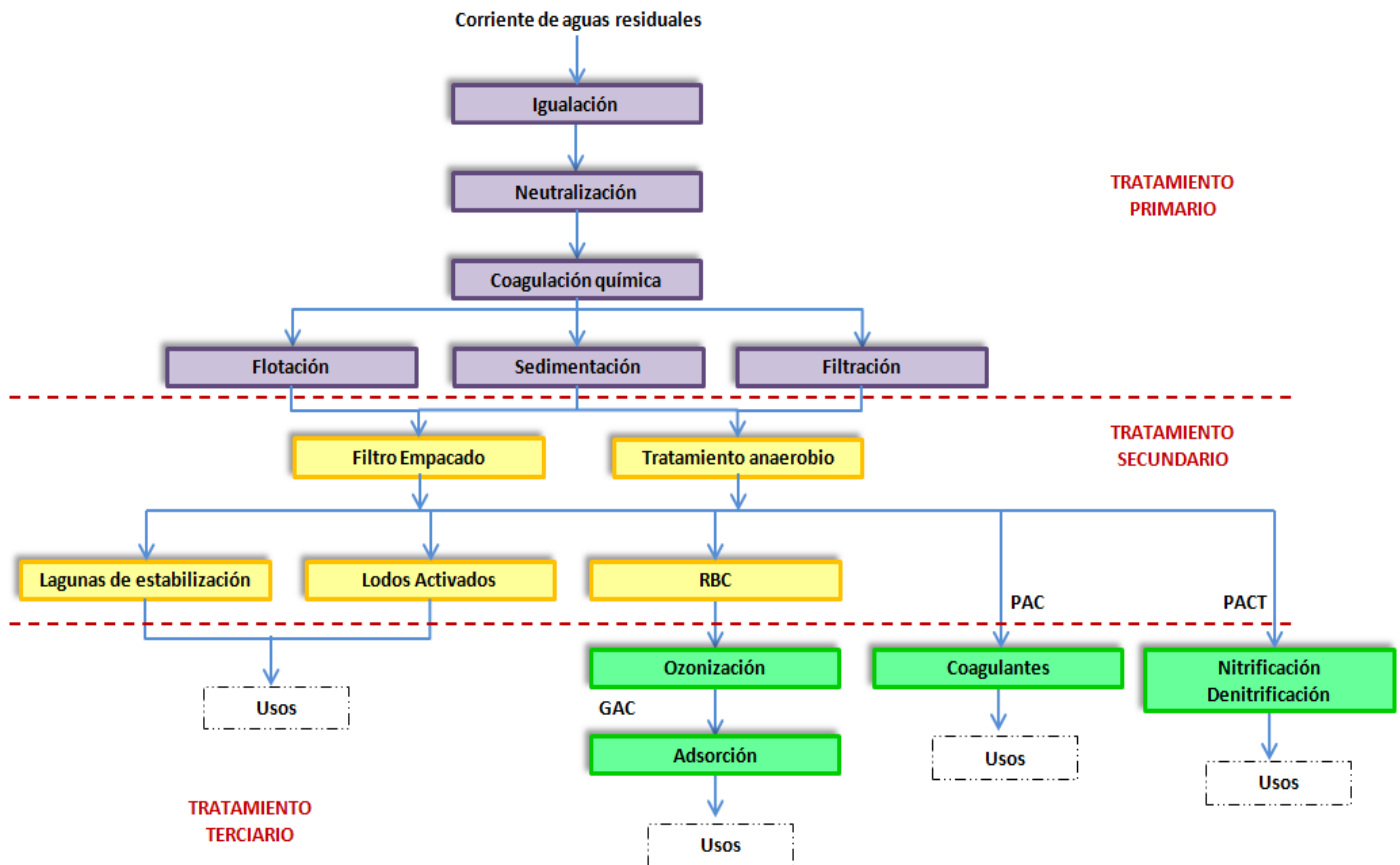 Corriente de aguas residuales
Igualación
Neutralización
TRATAMIENTO
PRIMARIO
Coagulación química
Flotación
Sedimentación
Filtración
TRATAMIENTO
SECUNDARIO
Filtro Empacado
Tratamiento anaerobio
Lagunas de estabilización
Lodos Activados
RBC
PAC
PACT
Ozonización
Coagulantes
Nitrificación
Denitrificación
Usos
GAC
Adsorción
Usos
Usos
TRATAMIENTO
TERCIARIO
Usos